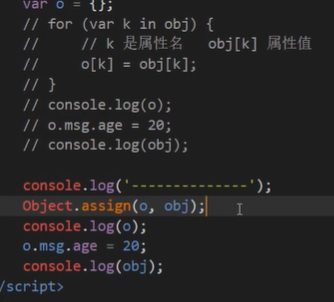 var o = {};
// for (var k in obj) {
//     // k 是属性名   obj[k] 属性值
//     o[k] = obj[k];
// }
// console.log(o);
// o.msg.age = 20;
// console.log(obj);
console.log('--------------');
Object.assign(o, obj);
console.log(o);
o.msg.age = 20;
console.log(obj);
/script>